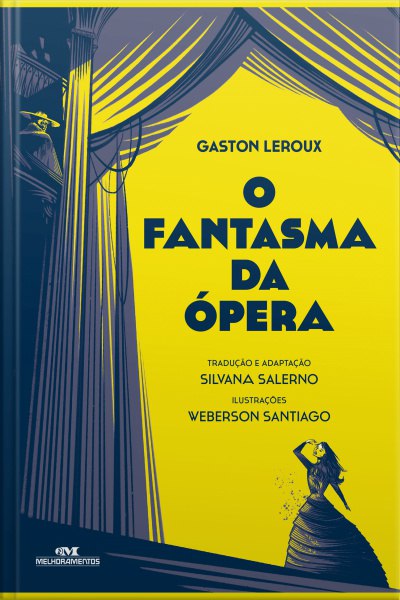 GASTON LEROUX
O
FANTASMA
DA
ÓPERA
TRADUÇÃO E ADAPTAÇÃO
SILVANA SALERNO
ILUSTRAÇÕES
WEBERSON SANTIAGO
M
MELHORAMENTOS